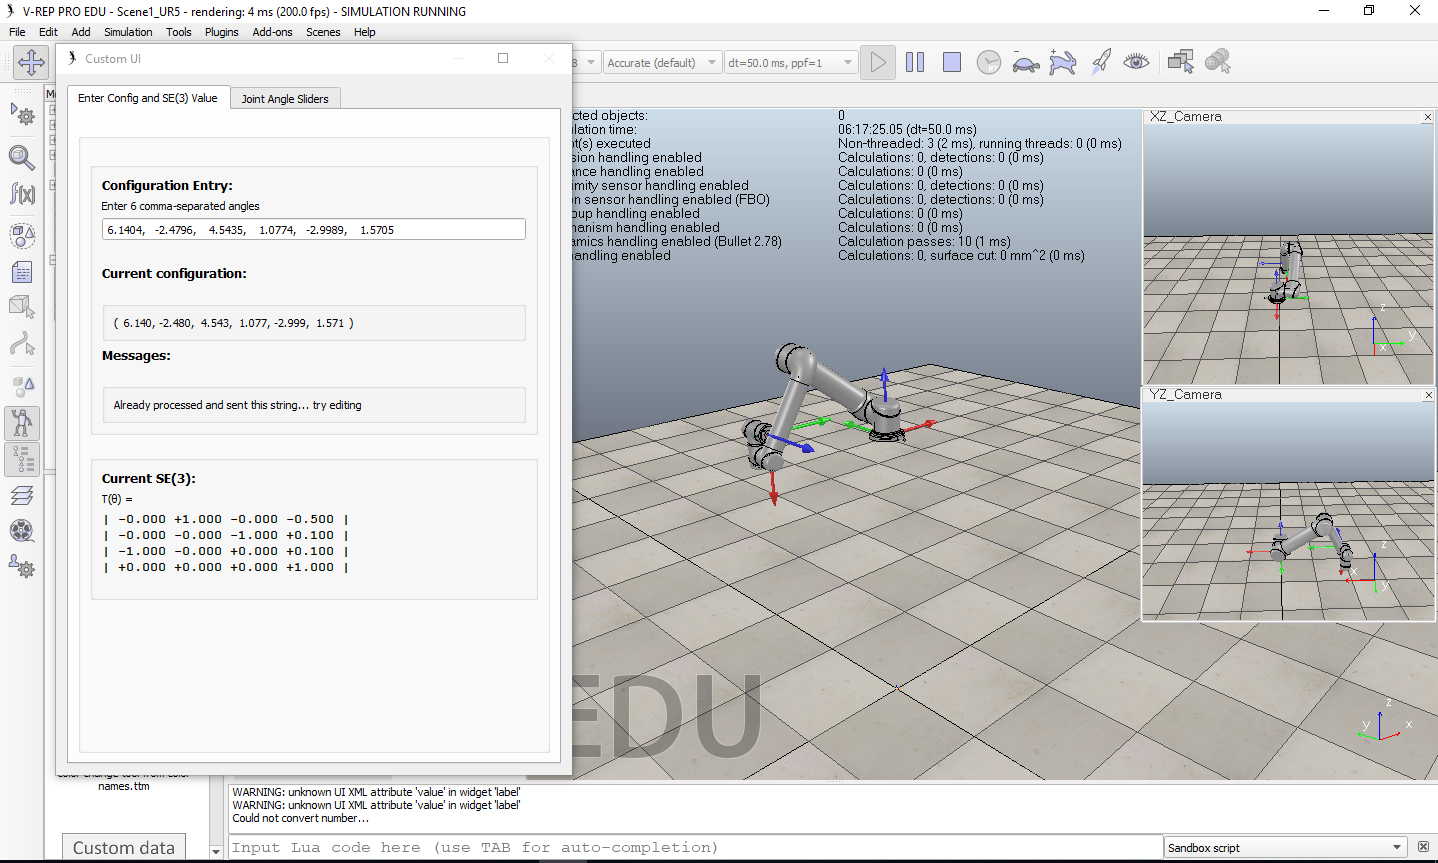 V-REP PRO EDU - Scene1_UR5 - rendering: 4 ms (200.0 fps) - SIMULATION RUNNING
File Edit Add Simulation Tools Plugins Add-ons Scenes Help
Custom UI
8 Accurate (default) dt=50.0 ms, ppf=1
Enter Config and SE(3) Value Joint Angle Sliders
Configuration Entry:
Enter 6 comma-separated angles
6.1404, -2.4796, 4.5435, 1.0774, -2.9989, 1.5705
Current configuration:
( 6.140, -2.480, 4.543, 1.077, -2.999, 1.571 )
Messages:
Already processed and sent this string... try editing
Current SE(3):
T(θ) =
| -0.000 +1.000 -0.000 -0.500 |
| -0.000 -0.000 -1.000 +0.100 |
| -1.000 -0.000 +0.000 +0.100 |
| +0.000 +0.000 +0.000 +1.000 |
cted objects: 0
ulation time: 06:17:25.05 (dt=50.0 ms)
pt(s) executed Non-threaded: 3 (2 ms), running threads: 0 (0 ms)
sion handling enabled Calculations: 0, detections: 0 (0 ms)
ance handling enabled Calculations: 0 (0 ms)
imity sensor handling enabled Calculations: 0, detections: 0 (0 ms)
on sensor handling enabled (FBO) Calculations: 0, detections: 0 (0 ms)
oup handling enabled Calculations: 0 (0 ms)
anism handling enabled Calculations: 0 (0 ms)
amics handling enabled (Bullet 2.78) Calculation passes: 10 (1 ms)
andling enabled Calculations: 0, surface cut: 0 mm^2 (0 ms)
XZ_Camera
z
y
x
YZ_Camera
z
x
y
EDU
z
y x
color change tool from color
names.ttm
Custom data
WARNING: unknown UI XML attribute 'value' in widget 'label'
WARNING: unknown UI XML attribute 'value' in widget 'label'
Could not convert number...
Input Lua code here (use TAB for auto-completion)
Sandbox script